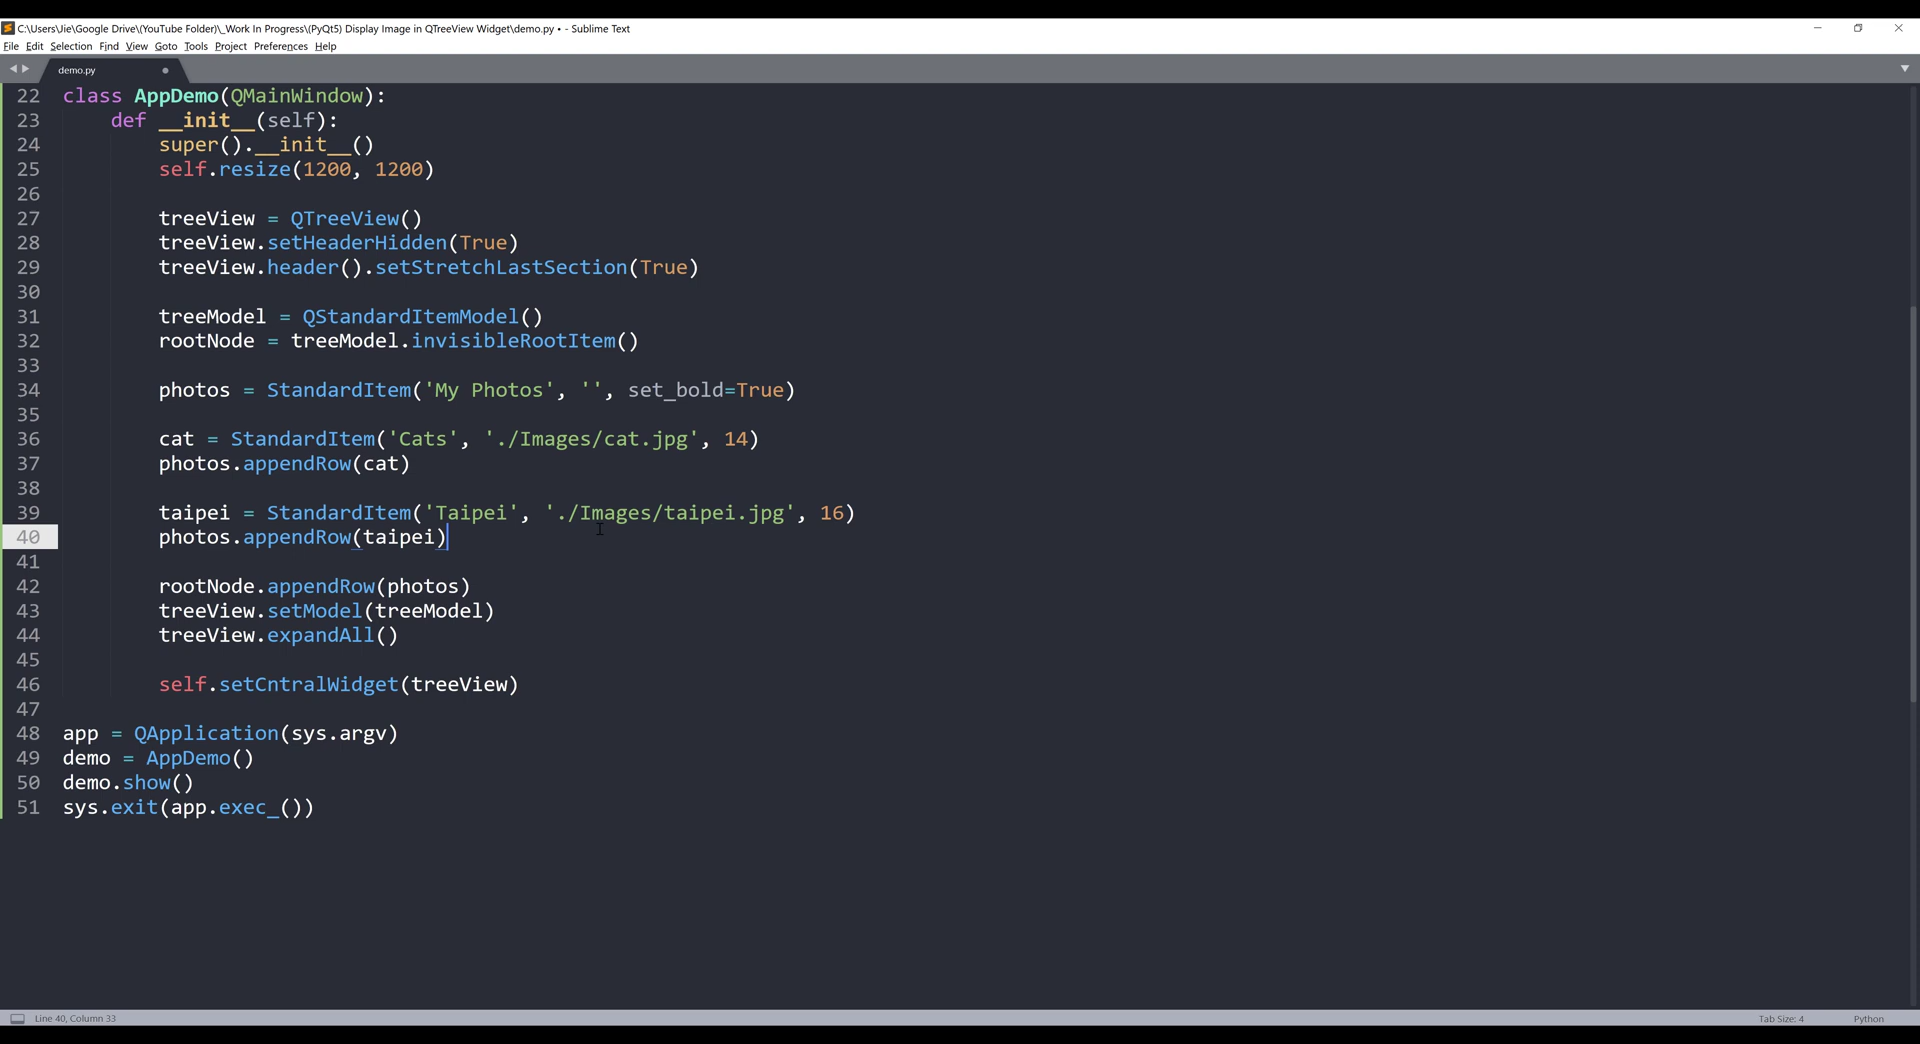 C:\Users\Jie\Google Drive\(YouTube Folder)\_Work In Progress\(PyQt5) Display Image in QTreeView Widget\demo.py • - Sublime Text
File Edit Selection Find View Goto Tools Project Preferences Help
demo.py
22 class AppDemo(QMainWindow):
23     def __init__(self):
24         super().__init__()
25         self.resize(1200, 1200)
26
27         treeView = QTreeView()
28         treeView.setHeaderHidden(True)
29         treeView.header().setStretchLastSection(True)
30
31         treeModel = QStandardItemModel()
32         rootNode = treeModel.invisibleRootItem()
33
34         photos = StandardItem('My Photos', '', set_bold=True)
35
36         cat = StandardItem('Cats', './Images/cat.jpg', 14)
37         photos.appendRow(cat)
38
39         taipei = StandardItem('Taipei', './Images/taipei.jpg', 16)
40         photos.appendRow(taipei)
41
42         rootNode.appendRow(photos)
43         treeView.setModel(treeModel)
44         treeView.expandAll()
45
46         self.setCntralWidget(treeView)
47
48 app = QApplication(sys.argv)
49 demo = AppDemo()
50 demo.show()
51 sys.exit(app.exec_())
Line 40, Column 33 Tab Size: 4 Python